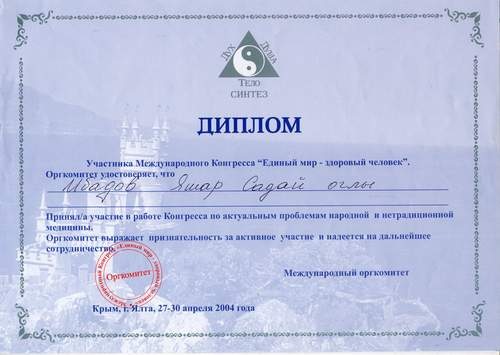 Дух
Душа
Тело
СИНТЕЗ
ДИПЛОМ
Участника Международного Конгресса “Единый мир - здоровый человек”.
Оргкомитет удостоверяет, что
Ибадов Яшар Садай оглы
Принял/а участие в работе Конгресса по актуальным проблемам народной и нетрадиционной
медицины.
Оргкомитет выражает признательность за активное участие и надеется на дальнейшее
сотрудничество.
Международный оргкомитет
Оргкомитет
Крым, г. Ялта, 27-30 апреля 2004 года